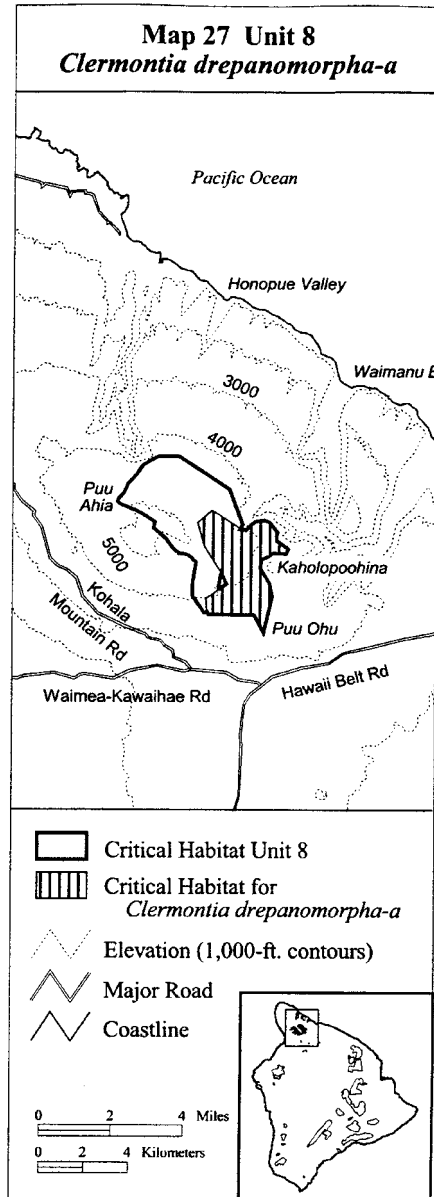 Map 27 Unit 8
Clermontia drepanomorpha-a
Pacific Ocean
Honopue Valley
Waimanu B
3000
4000
Puu
Ahia
5000
Kaholopoohina
Kohala
Mountain Rd
Puu Ohu
Waimea-Kawaihae Rd
Hawaii Belt Rd
Critical Habitat Unit 8
Critical Habitat for
Clermontia drepanomorpha-a
Elevation (1,000-ft. contours)
Major Road
Coastline
0 2 4 Miles
0 2 4 Kilometers